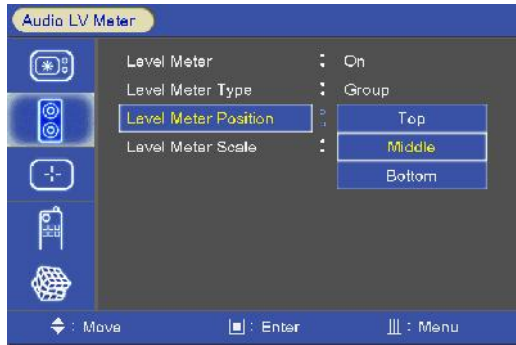 Audio LV Meter
Level Meter : On
Level Meter Type : Group
Level Meter Position : Top
Level Meter Scale : Middle
Bottom
: Move : Enter : Menu